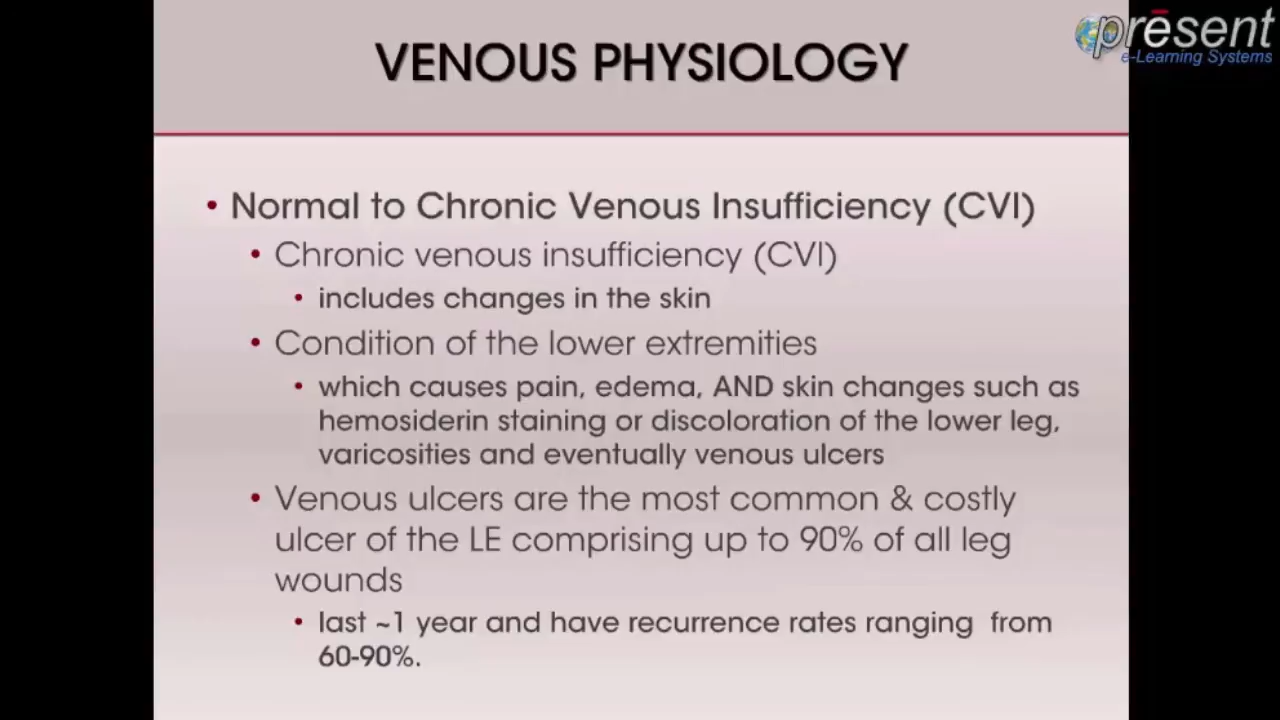 présent
e-Learning Systems
VENOUS PHYSIOLOGY
• Normal to Chronic Venous Insufficiency (CVI)
• Chronic venous insufficiency (CVI)
• includes changes in the skin
• Condition of the lower extremities
• which causes pain, edema, AND skin changes such as
hemosiderin staining or discoloration of the lower leg,
varicosities and eventually venous ulcers
• Venous ulcers are the most common & costly
ulcer of the LE comprising up to 90% of all leg
wounds
• last ~1 year and have recurrence rates ranging from
60-90%.